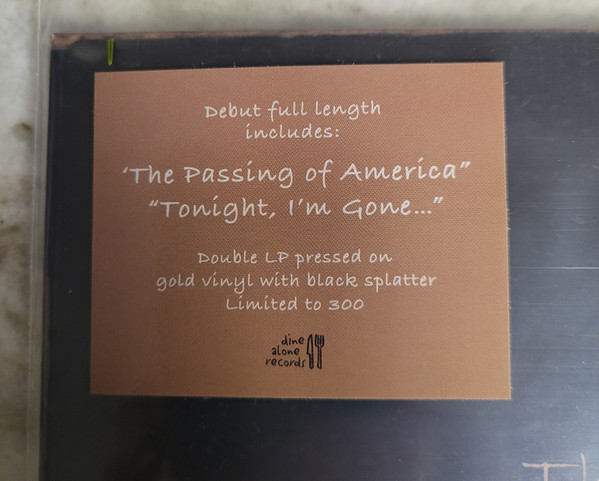 Debut full length
includes:
‘The Passing of America”
“Tonight, I’m Gone...”
Double LP pressed on
gold vinyl with black splatter
Limited to 300
dine
alone
records